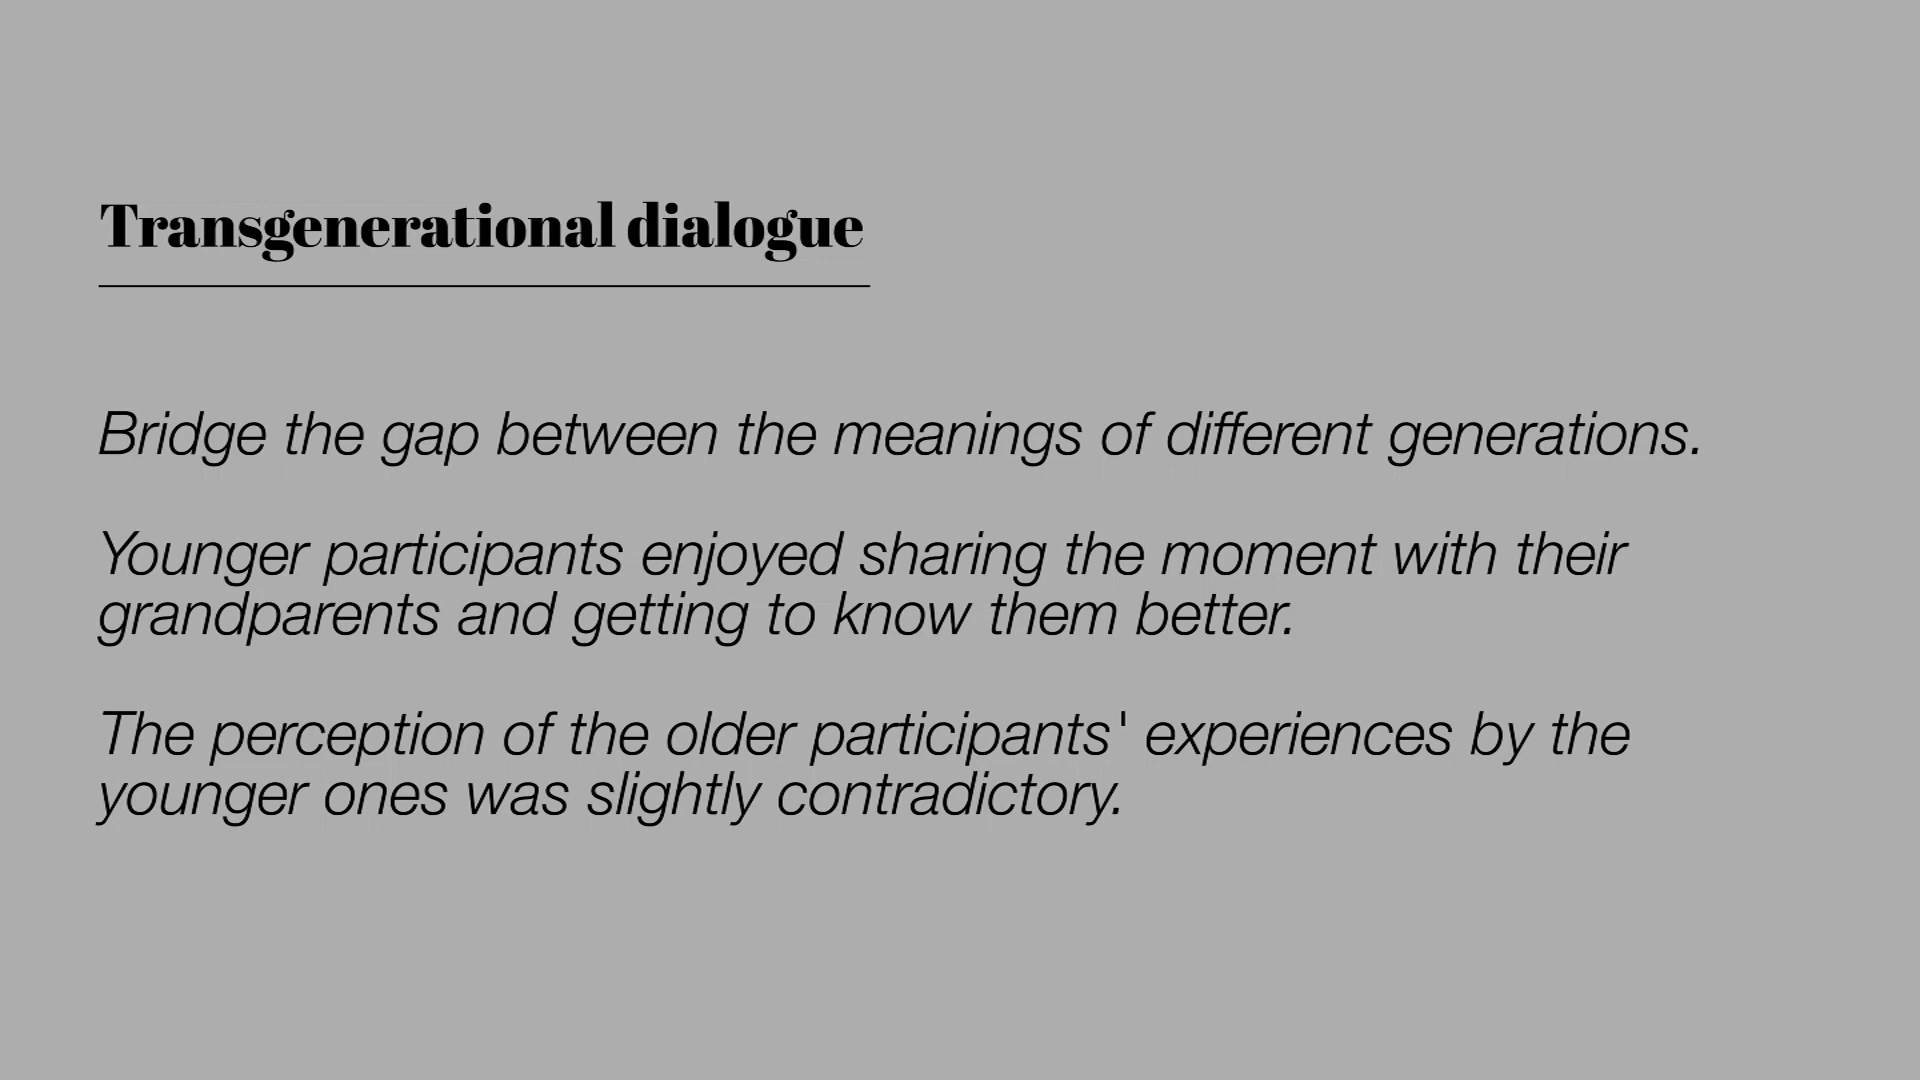 Transgenerational dialogue
Bridge the gap between the meanings of different generations.
Younger participants enjoyed sharing the moment with their
grandparents and getting to know them better.
The perception of the older participants' experiences by the
younger ones was slightly contradictory.